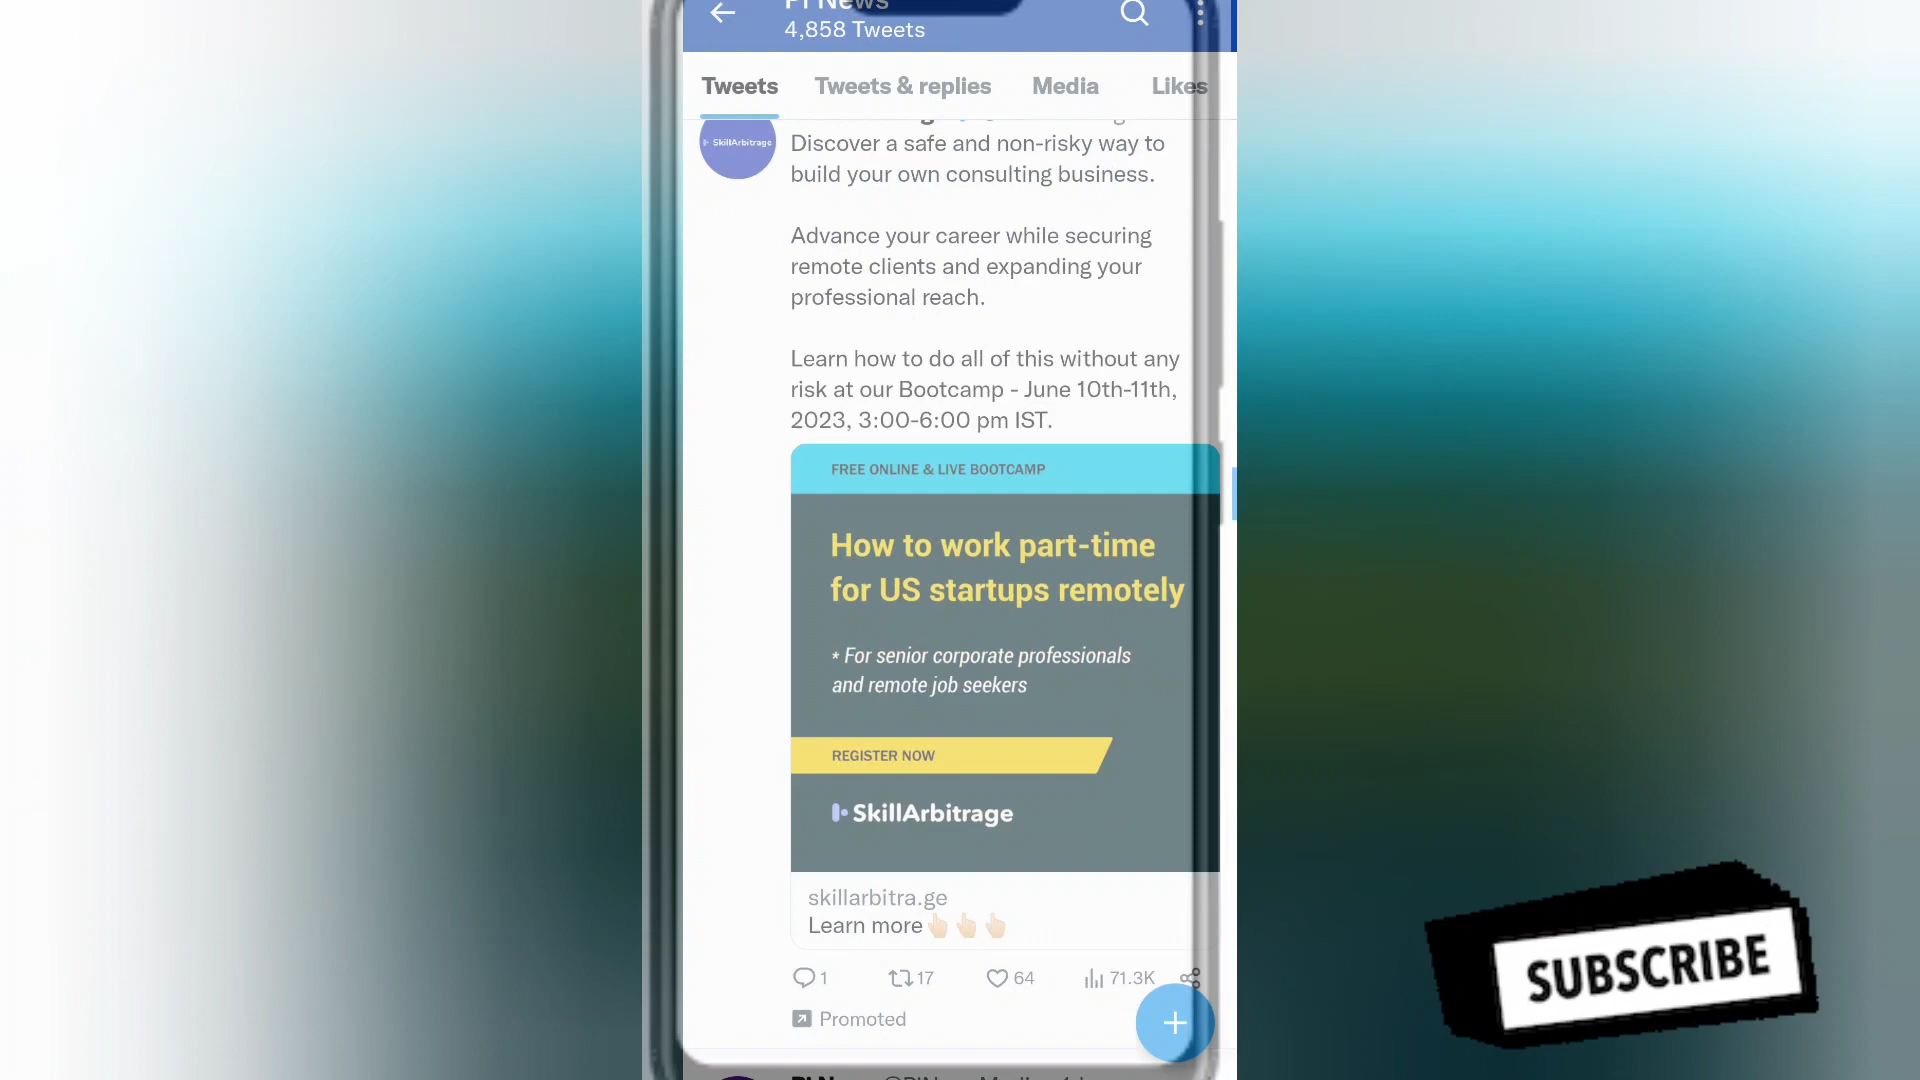 Pi News
4,858 Tweets
Tweets Tweets & replies Media Likes
SkillArbitrage
Discover a safe and non-risky way to
build your own consulting business.
Advance your career while securing
remote clients and expanding your
professional reach.
Learn how to do all of this without any
risk at our Bootcamp - June 10th-11th,
2023, 3:00-6:00 pm IST.
FREE ONLINE & LIVE BOOTCAMP
How to work part-time
for US startups remotely
* For senior corporate professionals
and remote job seekers
REGISTER NOW
SkillArbitrage
skillarbitra.ge
Learn more👆🏻👆🏻👆🏻
1 17 64 71.3K
Promoted
SUBSCRIBE